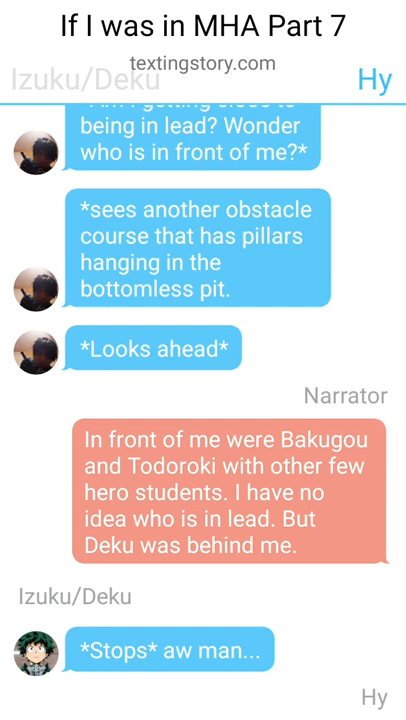 If I was in MHA Part 7
textingstory.com
Izuku/Deku
Hy
being in lead? Wonder
who is in front of me?*
*sees another obstacle
course that has pillars
hanging in the
bottomless pit.
*Looks ahead*
Narrator
In front of me were Bakugou
and Todoroki with other few
hero students. I have no
idea who is in lead. But
Deku was behind me.
Izuku/Deku
*Stops* aw man...
Hy